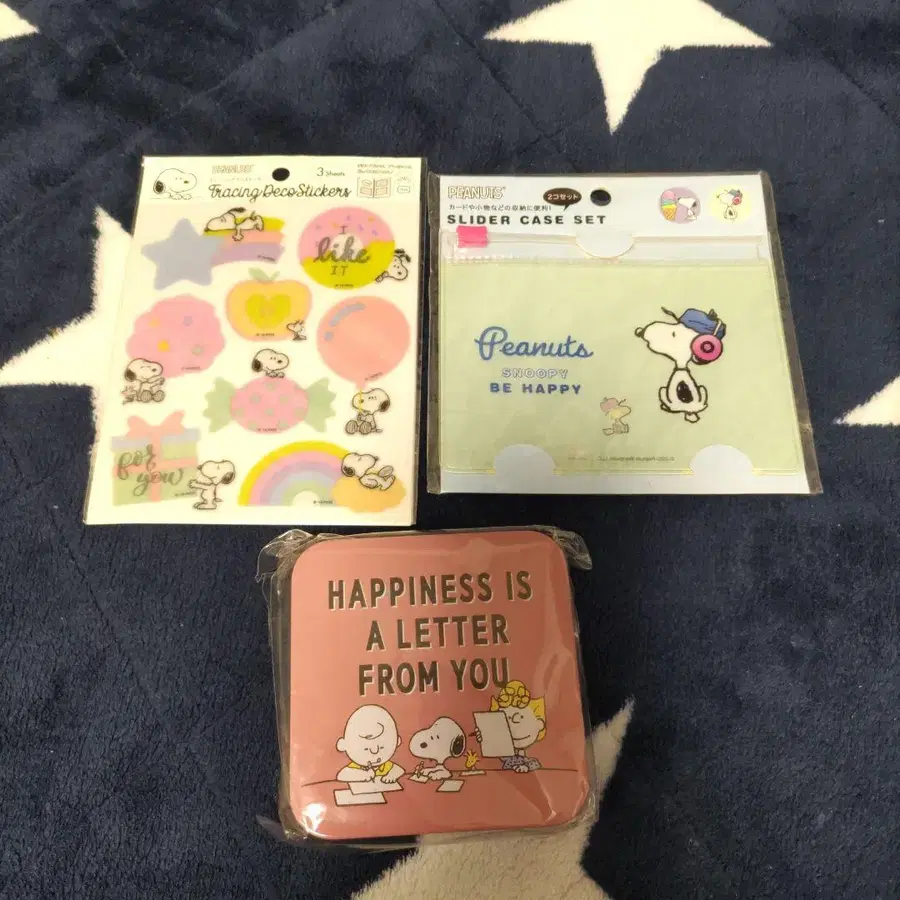 PEANUTS
3 Sheets
Tracing Deco Stickers
I
like
IT
for
you
PEANUTS
2コセット
カードや小物などの収納に便利!
SLIDER CASE SET
Peanuts
SNOOPY
BE HAPPY
HAPPINESS IS
A LETTER
FROM YOU